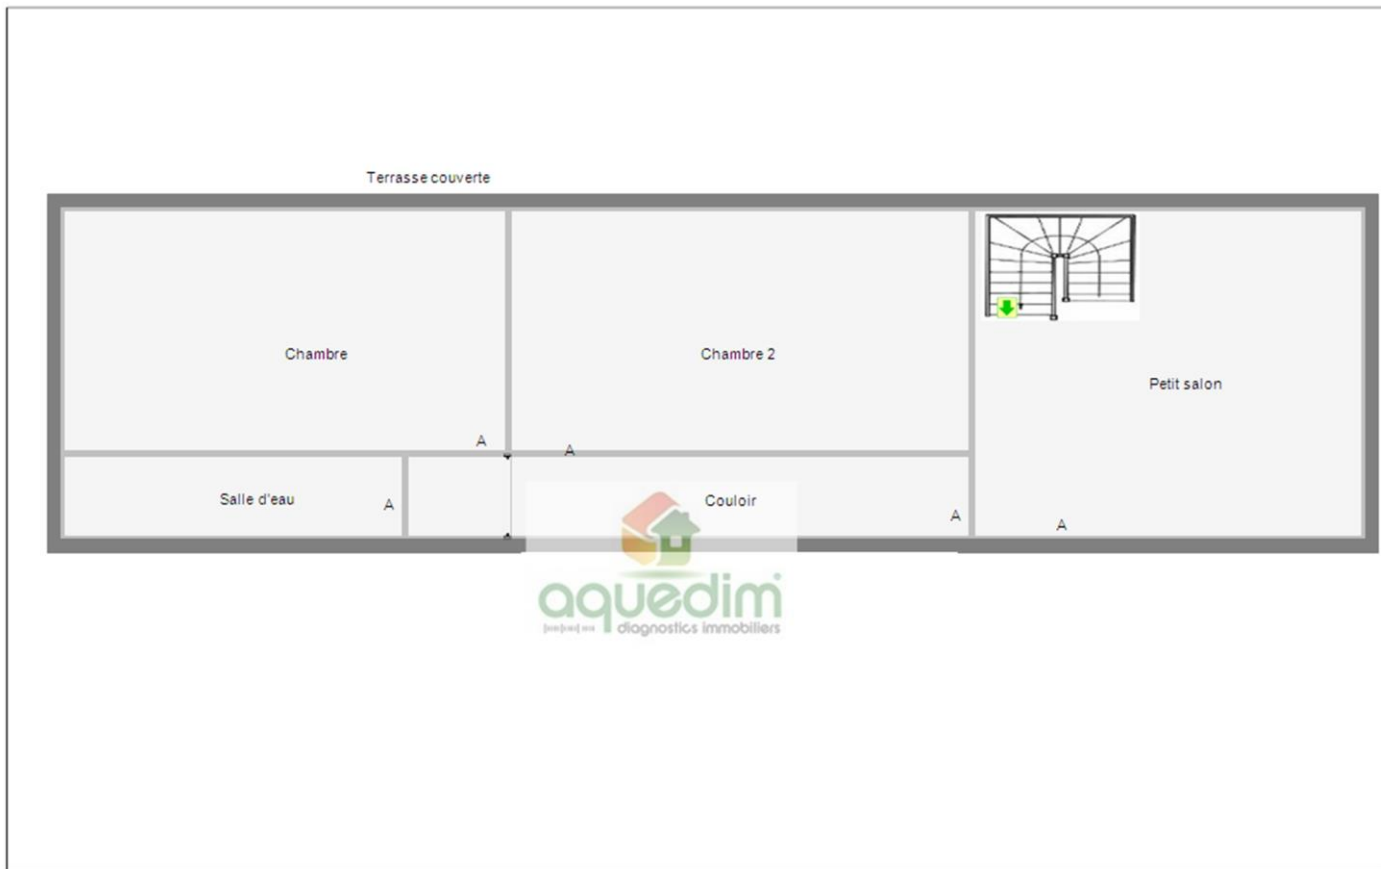 Terrasse couverte
Chambre
Chambre 2
Petit salon
A
A
Salle d'eau
A
Couloir
A
A
aquedim
diagnostics immobiliers